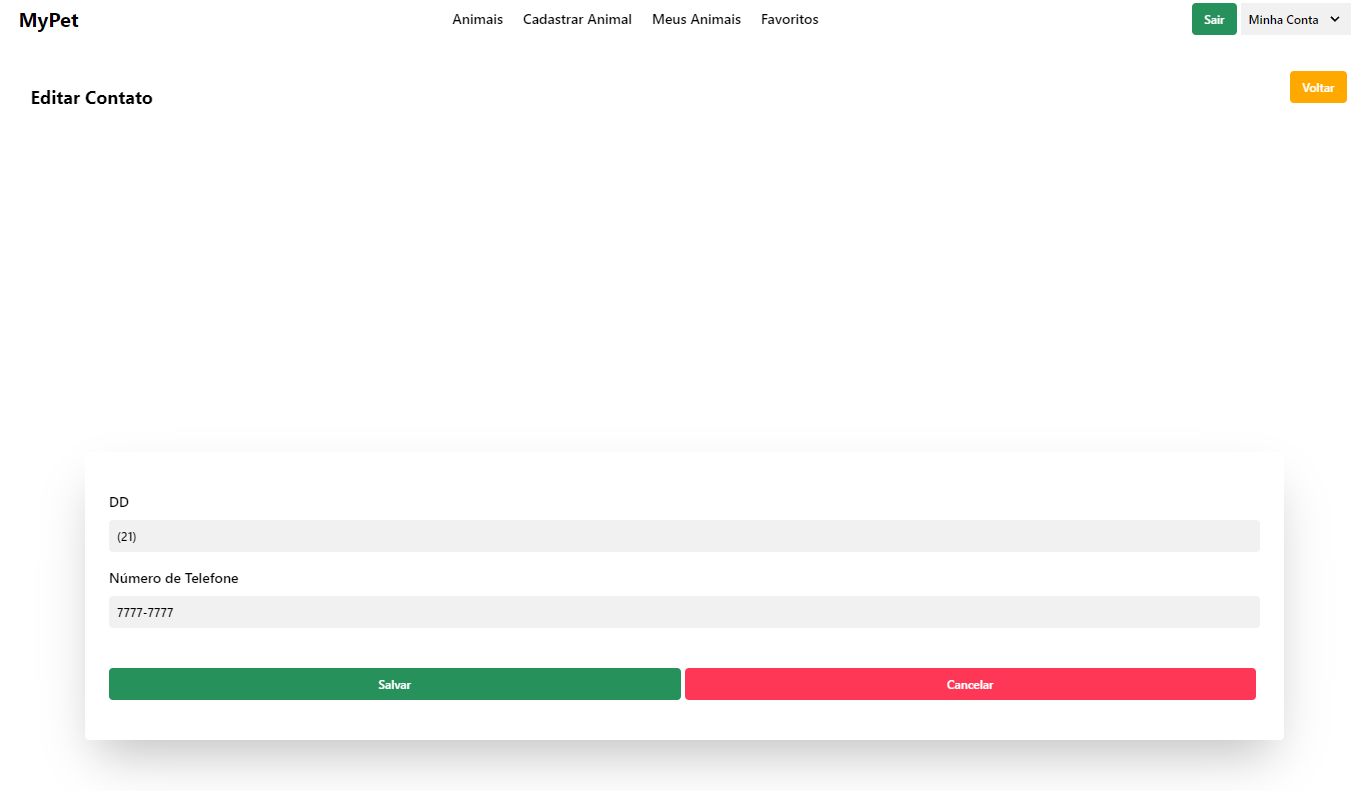 MyPet
Animais Cadastrar Animal Meus Animais Favoritos
Sair Minha Conta
Voltar
Editar Contato
DD
(21)
Número de Telefone
7777-7777
Salvar Cancelar